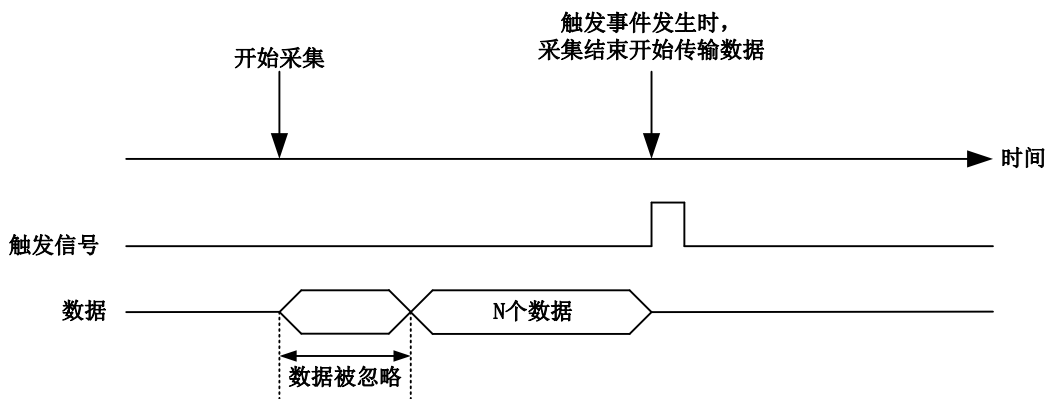 触发事件发生时，
采集结束开始传输数据
开始采集
时间
触发信号
数据
N个数据
数据被忽略